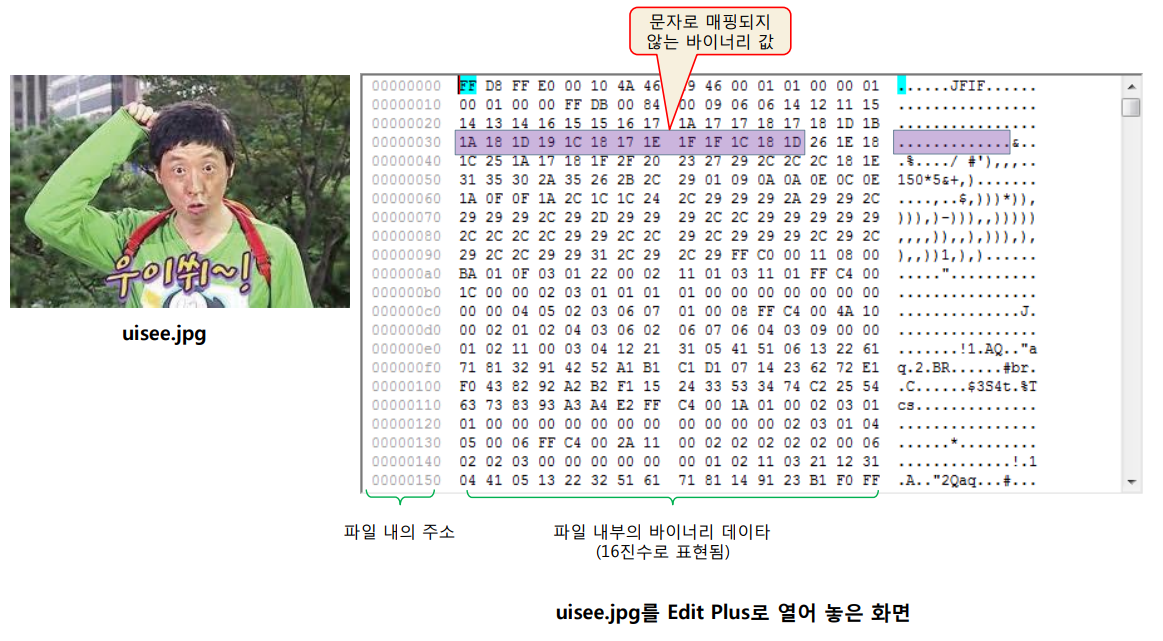 문자로 매핑되지
않는 바이너리 값
00000000 FF D8 FF E0 00 10 4A 46 49 46 00 01 01 00 00 01 ......JFIF......
00000010 00 01 00 00 FF DB 00 84 00 09 06 06 14 12 11 15 ................
00000020 14 13 14 16 15 15 16 17 1A 17 17 18 17 18 1D 1B ................
00000030 1A 18 1D 19 1C 18 17 1E 1F 1F 1C 18 1D 26 1E 18 .............&..
00000040 1C 25 1A 17 18 1F 2F 20 23 27 29 2C 2C 2C 18 1E .%..../ #'),,,..
00000050 31 35 30 2A 35 26 2B 2C 29 01 09 0A 0A 0E 0C 0E 150*5&+,).......
00000060 1A 0F 0F 1A 2C 1C 1C 24 2C 29 29 29 2A 29 29 2C ....,..$,)))*)),
00000070 29 29 29 2C 29 2D 29 29 29 2C 2C 29 29 29 29 29 ))),)-))),,)))))
00000080 2C 2C 2C 2C 29 29 2C 2C 29 2C 29 29 29 2C 29 2C ,,,,)),,),))),),
00000090 29 2C 2C 29 29 31 2C 29 2C 29 FF C0 00 11 08 00 ),,))1,),)......
000000a0 BA 01 0F 03 01 22 00 02 11 01 03 11 01 FF C4 00 ....."..........
000000b0 1C 00 00 02 03 01 01 01 01 00 00 00 00 00 00 00 ................
000000c0 00 00 04 05 02 03 06 07 01 00 08 FF C4 00 4A 10 ..............J.
000000d0 00 02 01 02 04 03 06 02 06 07 06 04 03 09 00 00 ................
000000e0 01 02 11 00 03 04 12 21 31 05 41 51 06 13 22 61 .......!1.AQ.."a
000000f0 71 81 32 91 42 52 A1 B1 C1 D1 07 14 23 62 72 E1 q.2.BR......#br.
00000100 F0 43 82 92 A2 B2 F1 15 24 33 53 34 74 C2 25 54 .C......$3S4t.%T
00000110 63 73 83 93 A3 A4 E2 FF C4 00 1A 01 00 02 03 01 cs..............
00000120 01 00 00 00 00 00 00 00 00 00 00 00 02 03 01 04 ................
00000130 05 00 06 FF C4 00 2A 11 00 02 02 02 02 02 00 06 ......*.........
00000140 02 02 03 00 00 00 00 00 00 01 02 11 03 21 12 31 .............!.1
00000150 04 41 05 13 22 32 51 61 71 81 14 91 23 B1 F0 FF .A.."2Qaq...#...
우이쒸~!
uisee.jpg
파일 내의 주소
파일 내부의 바이너리 데이타
(16진수로 표현됨)
uisee.jpg를 Edit Plus로 열어 놓은 화면